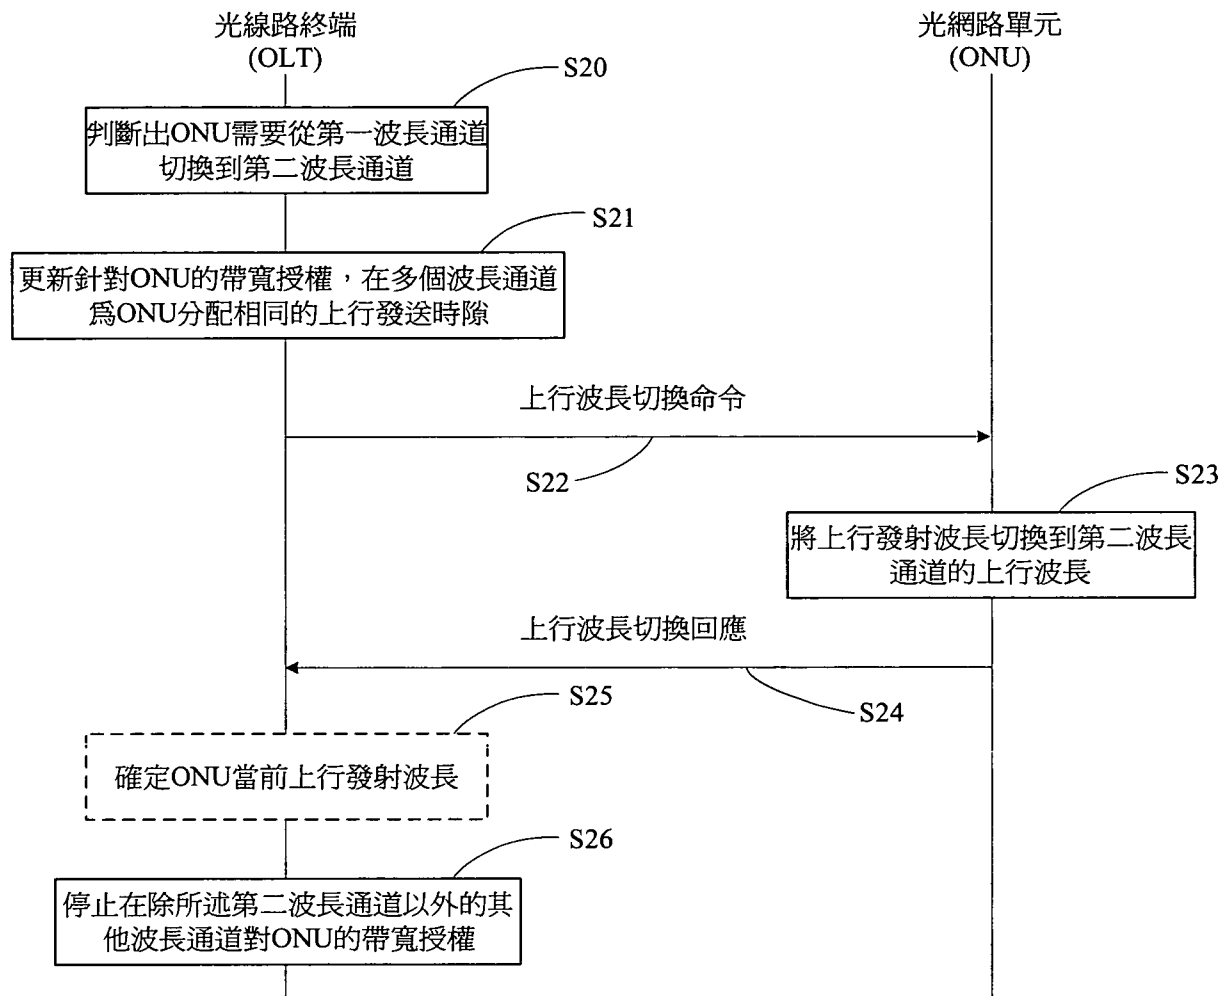 光線路終端
(OLT)
光網路單元
(ONU)
S20
判斷出ONU需要從第一波長通道
切換到第二波長通道
S21
更新針對ONU的帶寬授權，在多個波長通道
爲ONU分配相同的上行發送時隙
上行波長切換命令
S22
S23
將上行發射波長切換到第二波長
通道的上行波長
上行波長切換回應
S24
S25
確定ONU當前上行發射波長
S26
停止在除所述第二波長通道以外的其
他波長通道對ONU的帶寬授權